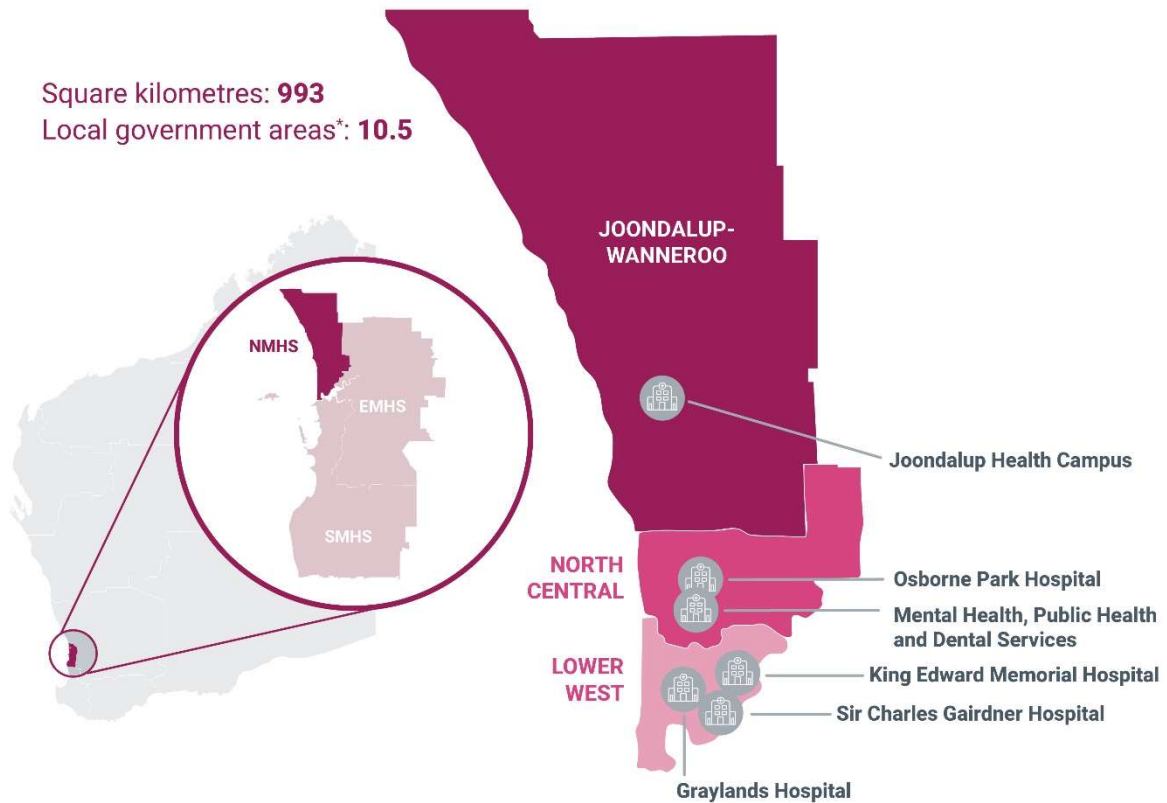 Square kilometres: 993
Local government areas*: 10.5
JOONDALUP-
WANNEROO
NMHS
EMHS
SMHS
Joondalup Health Campus
NORTH
CENTRAL
Osborne Park Hospital
Mental Health, Public Health
and Dental Services
LOWER
WEST
King Edward Memorial Hospital
Sir Charles Gairdner Hospital
Graylands Hospital